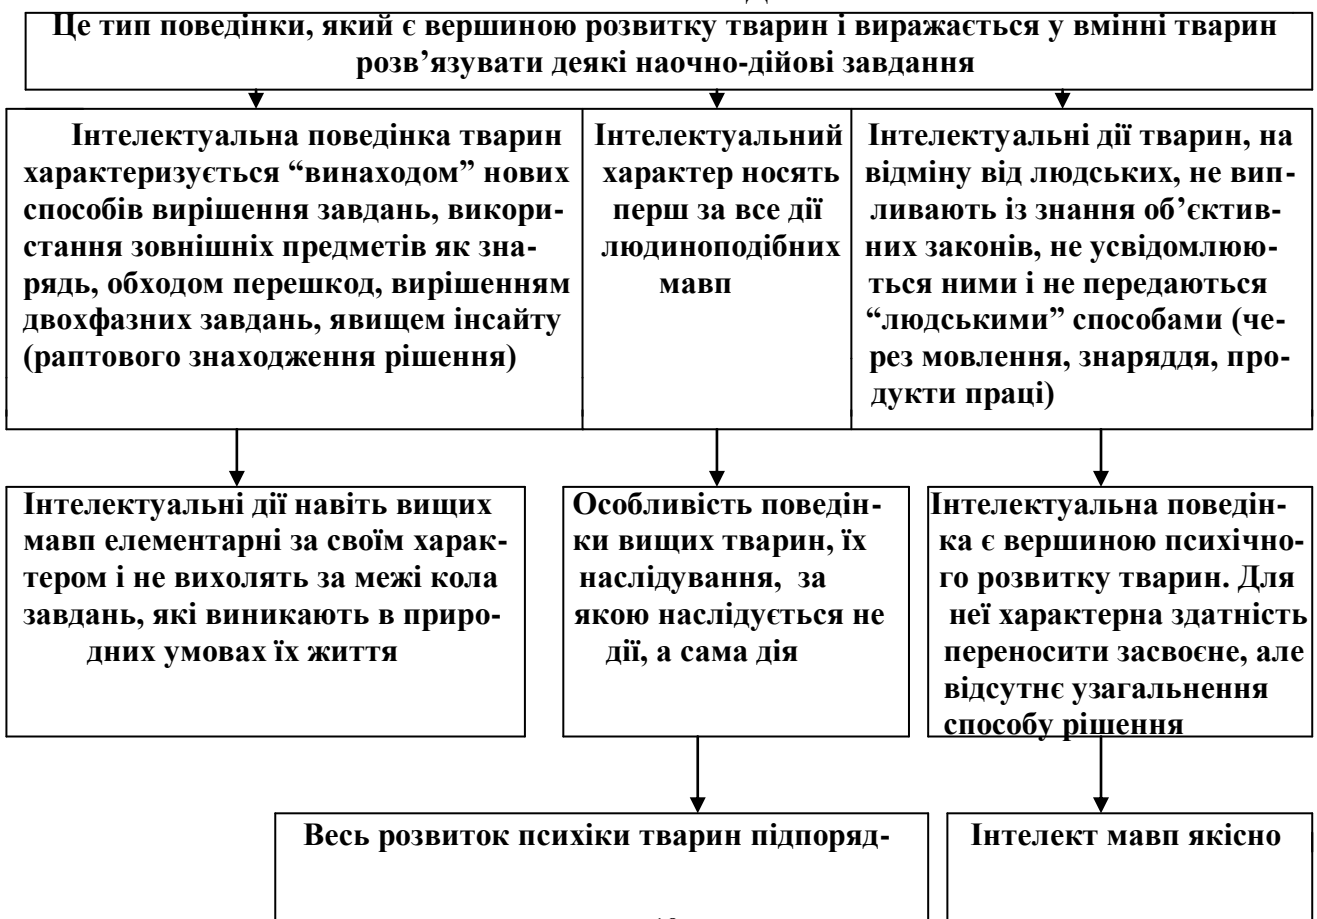 Це тип поведінки, який є вершиною розвитку тварин і виражається у вмінні тварин
розв’язувати деякі наочно-дійові завдання
Інтелектуальна поведінка тварин
характеризується “винаходом” нових
способів вирішення завдань, викори-
стання зовнішніх предметів як зна-
рядь, обходом перешкод, вирішенням
двохфазних завдань, явищем інсайту
(раптового знаходження рішення)
Інтелектуальний
характер носять
перш за все дії
людиноподібних
мавп
Інтелектуальні дії тварин, на
відміну від людських, не вип-
ливають із знання об’єктив-
них законів, не усвідомлюю-
ться ними і не передаються
“людськими” способами (че-
рез мовлення, знаряддя, про-
дукти праці)
Інтелектуальні дії навіть вищих
мавп елементарні за своїм харак-
тером і не вихолять за межі кола
завдань, які виникають в приро-
дних умовах їх життя
Особливість поведін-
ки вищих тварин, їх
наслідування, за
якою наслідується не
дії, а сама дія
Інтелектуальна поведін-
ка є вершиною психічно-
го розвитку тварин. Для
неї характерна здатність
переносити засвоєне, але
відсутнє узагальнення
способу рішення
Весь розвиток психіки тварин підпоряд-
Інтелект мавп якісно